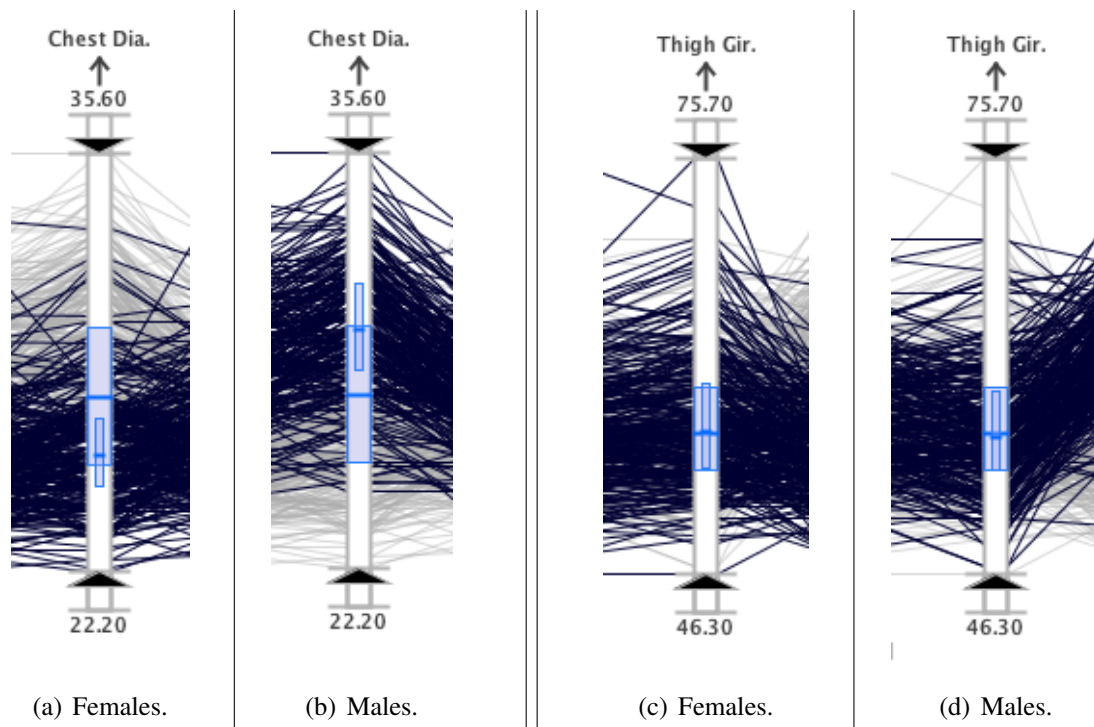 Chest Dia.
35.60
22.20
(a) Females.
Chest Dia.
35.60
22.20
(b) Males.
Thigh Gir.
75.70
46.30
(c) Females.
Thigh Gir.
75.70
46.30
(d) Males.